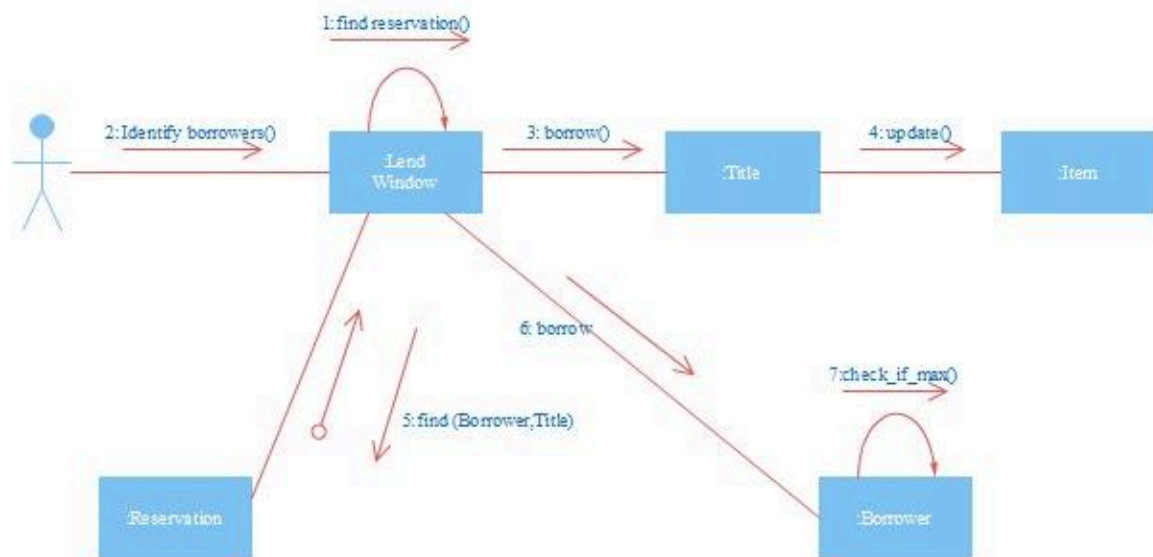 1: find reservation()
2: Identify borrowers()
3: borrow()
4: update()
:Lend
Window
:Title
:Item
6: borrow
7:check_if_max()
5: find (Borrower,Title)
:Reservation
:Borrower